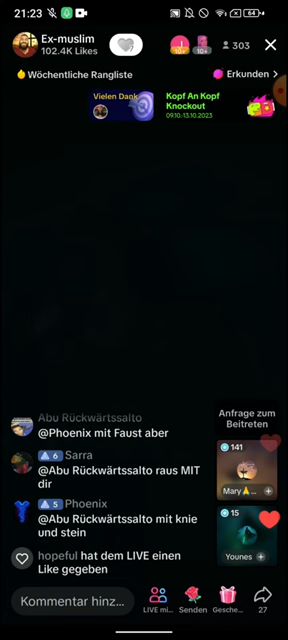 21:23
64
Ex-muslim
102.4K Likes
10+
10+
303
Wöchentliche Rangliste
Erkunden >
Vielen Dank
Kopf An Kopf
Knockout
09.10-13.10.2023
Abu Rückwärtssalto
@Phoenix mit Faust aber
6 Sarra
@Abu Rückwärtssalto raus MIT
dir
5 Phoenix
@Abu Rückwärtssalto mit knie
und stein
hopeful hat dem LIVE einen
Like gegeben
Anfrage zum
Beitreten
141
Mary🔥...
15
Younes
Kommentar hinz...
LIVE mi...
Senden
Gesche...
27